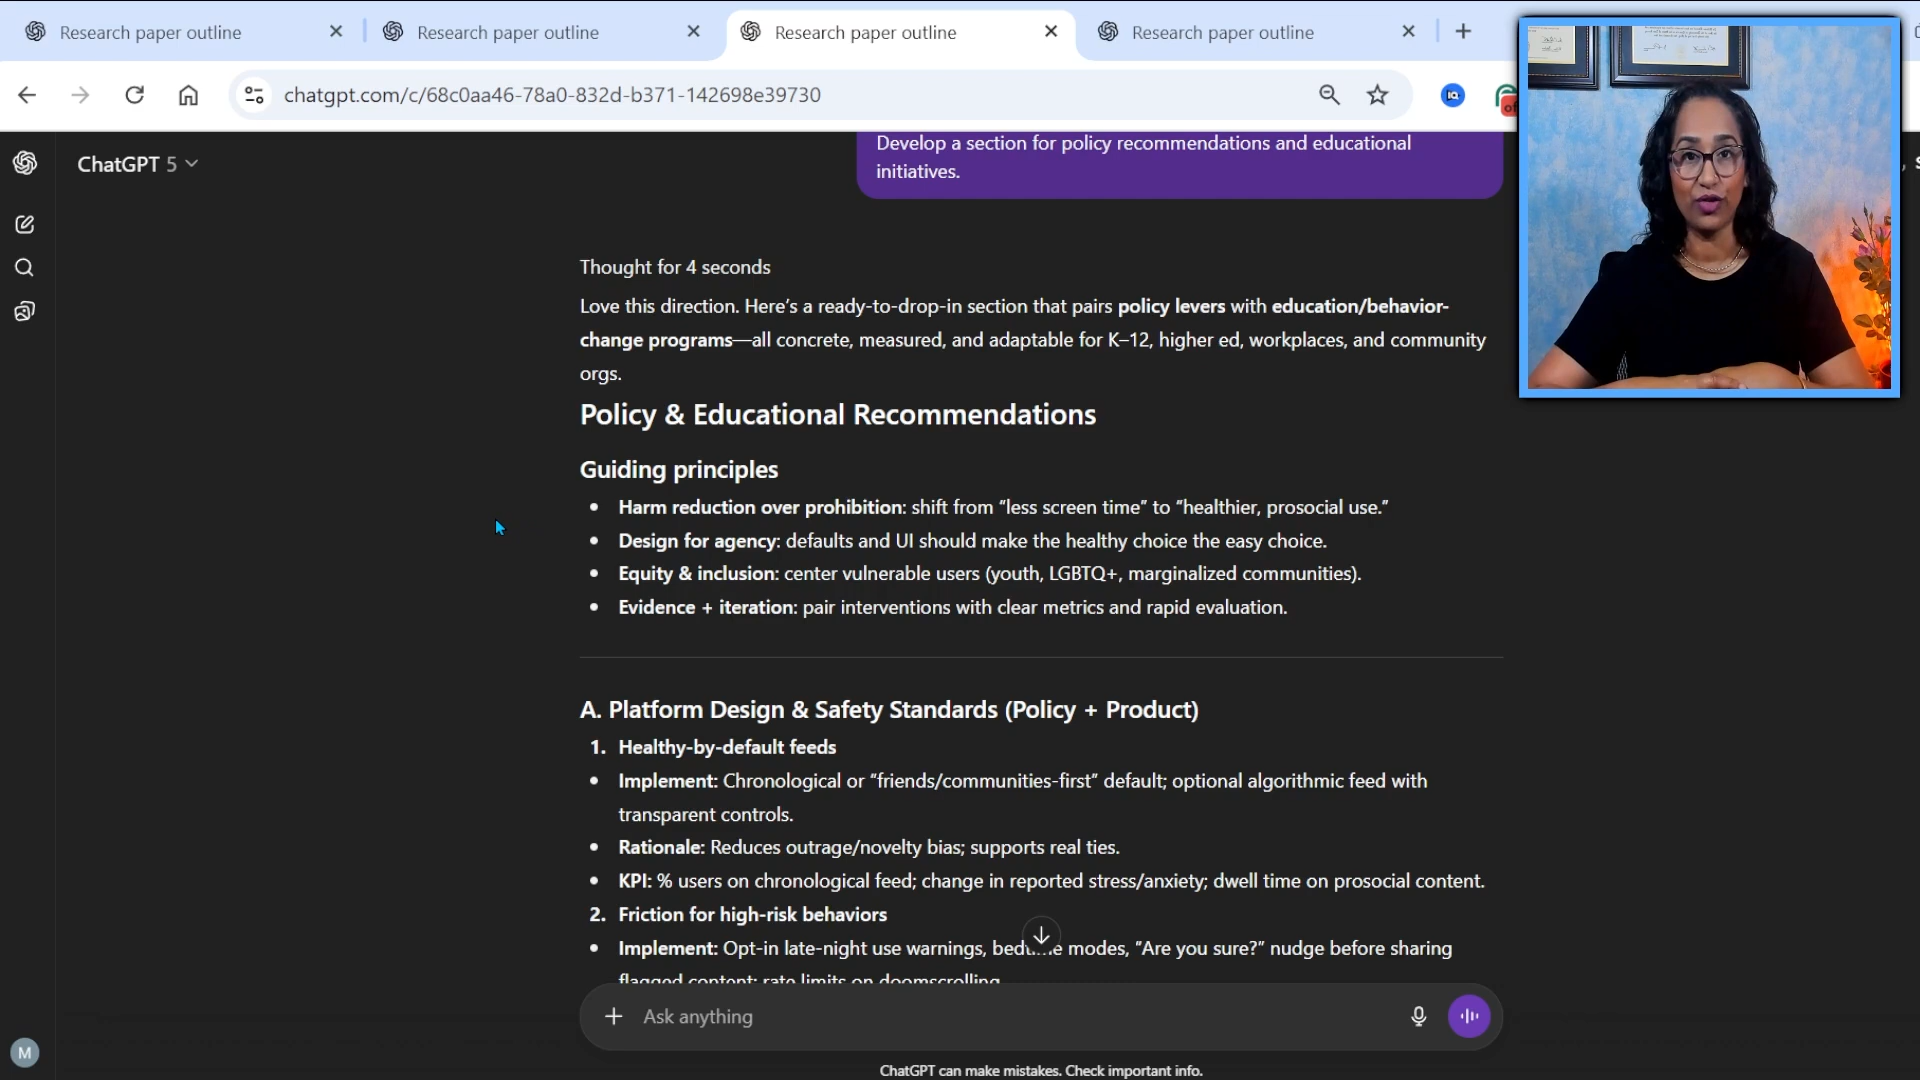 Research paper outline
Research paper outline
Research paper outline
Research paper outline
chatgpt.com/c/68c0aa46-78a0-832d-b371-142698e39730
IQ
of
ChatGPT 5
Develop a section for policy recommendations and educational
initiatives.
Thought for 4 seconds
Love this direction. Here’s a ready-to-drop-in section that pairs policy levers with education/behavior-
change programs—all concrete, measured, and adaptable for K–12, higher ed, workplaces, and community
orgs.
Policy & Educational Recommendations
Guiding principles
• Harm reduction over prohibition: shift from “less screen time” to “healthier, prosocial use.”
• Design for agency: defaults and UI should make the healthy choice the easy choice.
• Equity & inclusion: center vulnerable users (youth, LGBTQ+, marginalized communities).
• Evidence + iteration: pair interventions with clear metrics and rapid evaluation.
A. Platform Design & Safety Standards (Policy + Product)
1. Healthy-by-default feeds
• Implement: Chronological or “friends/communities-first” default; optional algorithmic feed with
transparent controls.
• Rationale: Reduces outrage/novelty bias; supports real ties.
• KPI: % users on chronological feed; change in reported stress/anxiety; dwell time on prosocial content.
2. Friction for high-risk behaviors
• Implement: Opt-in late-night use warnings, bedtime modes, “Are you sure?” nudge before sharing
flagged content; rate limits on doomscrolling.
Ask anything
M
ChatGPT can make mistakes. Check important info.